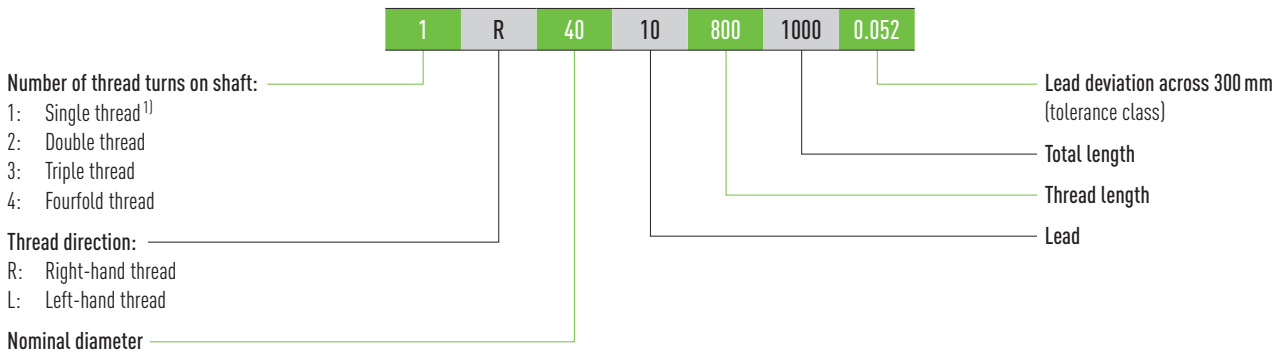 1 R 40 10 800 1000 0.052
Number of thread turns on shaft:
1: Single thread 1)
2: Double thread
3: Triple thread
4: Fourfold thread
Thread direction:
R: Right-hand thread
L: Left-hand thread
Nominal diameter
Lead deviation across 300 mm
(tolerance class)
Total length
Thread length
Lead